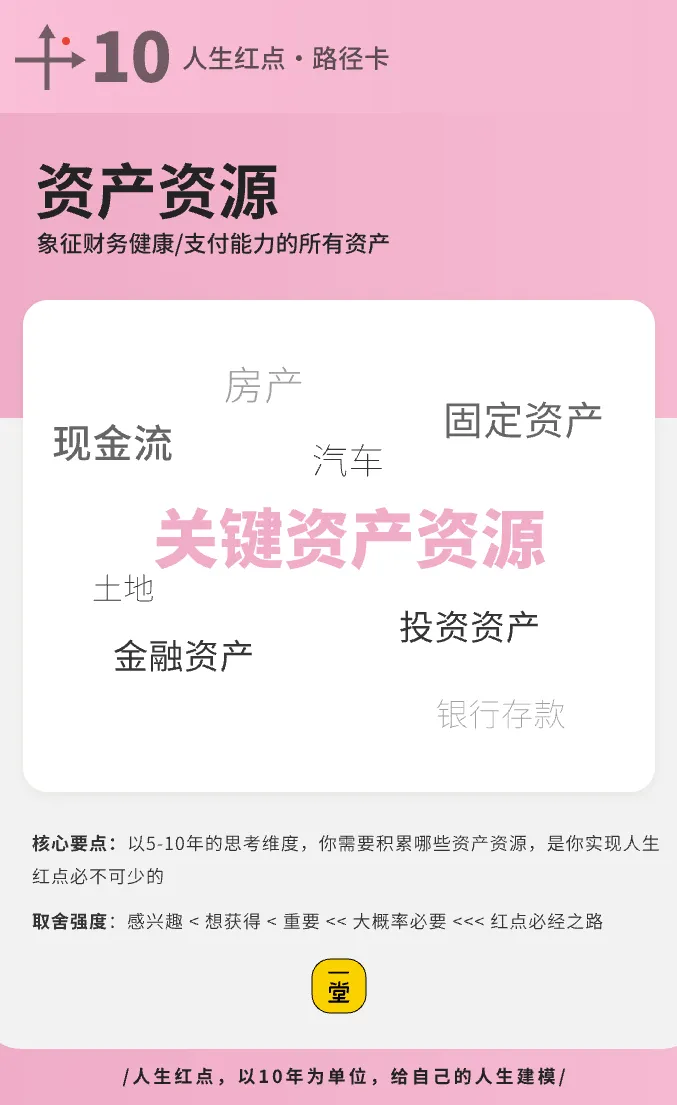 10 人生红点·路径卡
资产资源
象征财务健康/支付能力的所有资产
房产
固定资产
现金流
汽车
关键资产资源
土地
投资资产
金融资产
银行存款
核心要点：以5-10年的思考维度，你需要积累哪些资产资源，是你实现人生
红点必不可少的
取舍强度：感兴趣 < 想获得 < 重要 << 大概率必要 <<< 红点必经之路
一堂
/人生红点，以10年为单位，给自己的人生建模/